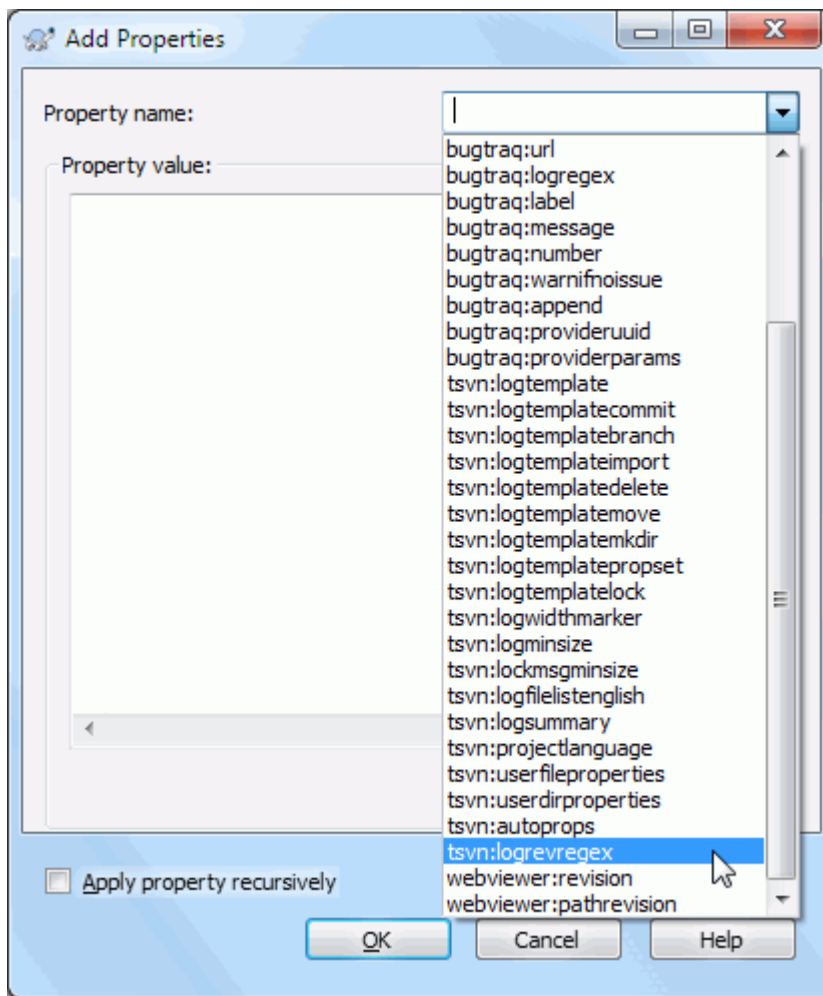 Add Properties
Property name:
Property value:
bugtraq:url
bugtraq:logregex
bugtraq:label
bugtraq:message
bugtraq:number
bugtraq:warnifnoissue
bugtraq:append
bugtraq:provideruuid
bugtraq:providerparams
tsvn:logtemplate
tsvn:logtemplatecommit
tsvn:logtemplatebranch
tsvn:logtemplateimport
tsvn:logtemplatedelete
tsvn:logtemplatemove
tsvn:logtemplatemkdir
tsvn:logtemplatepropset
tsvn:logtemplatelock
tsvn:logwidthmarker
tsvn:logminsize
tsvn:lockmsgminsize
tsvn:logfilelistenglish
tsvn:logsummary
tsvn:projectlanguage
tsvn:userfileproperties
tsvn:userdirproperties
tsvn:autoprops
tsvn:logrevregex
webviewer:revision
webviewer:pathrevision
Apply property recursively
OK Cancel Help